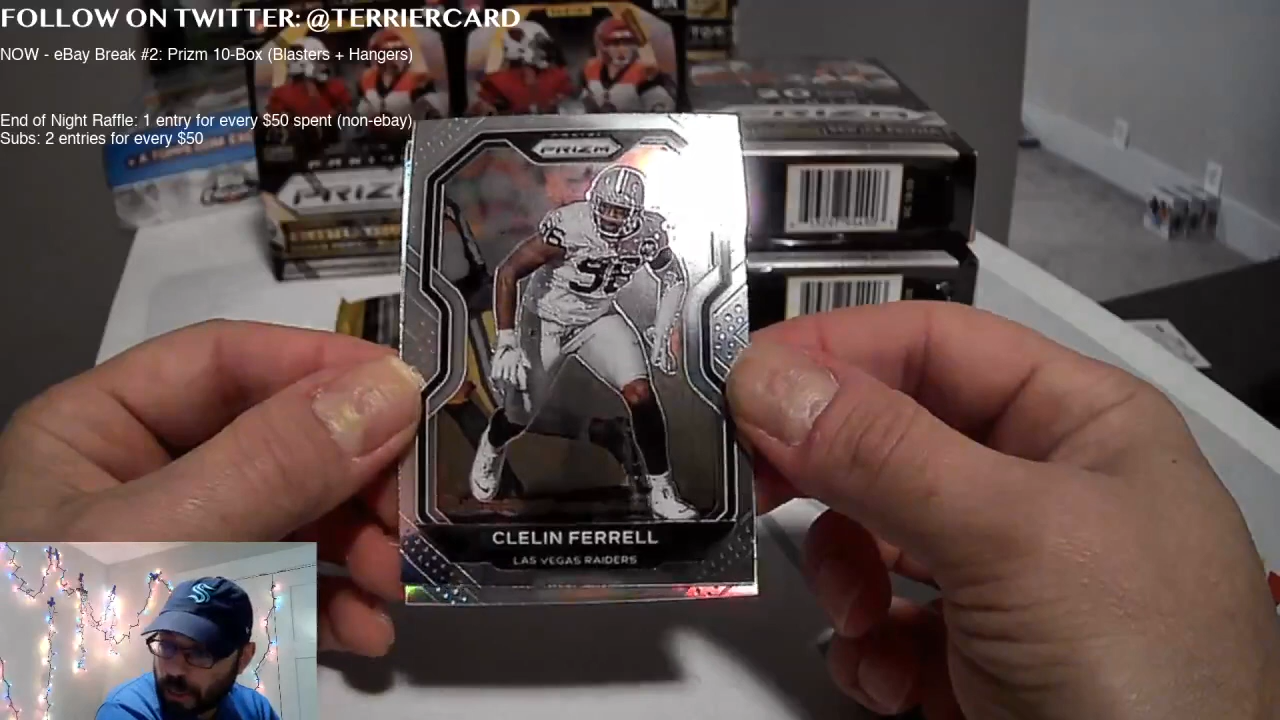 FOLLOW ON TWITTER: @TERRIERCARD
NOW - eBay Break #2: Prizm 10-Box (Blasters + Hangers)
End of Night Raffle: 1 entry for every $50 spent (non-ebay)
Subs: 2 entries for every $50
PRIZM
96
CLELIN FERRELL
LAS VEGAS RAIDERS